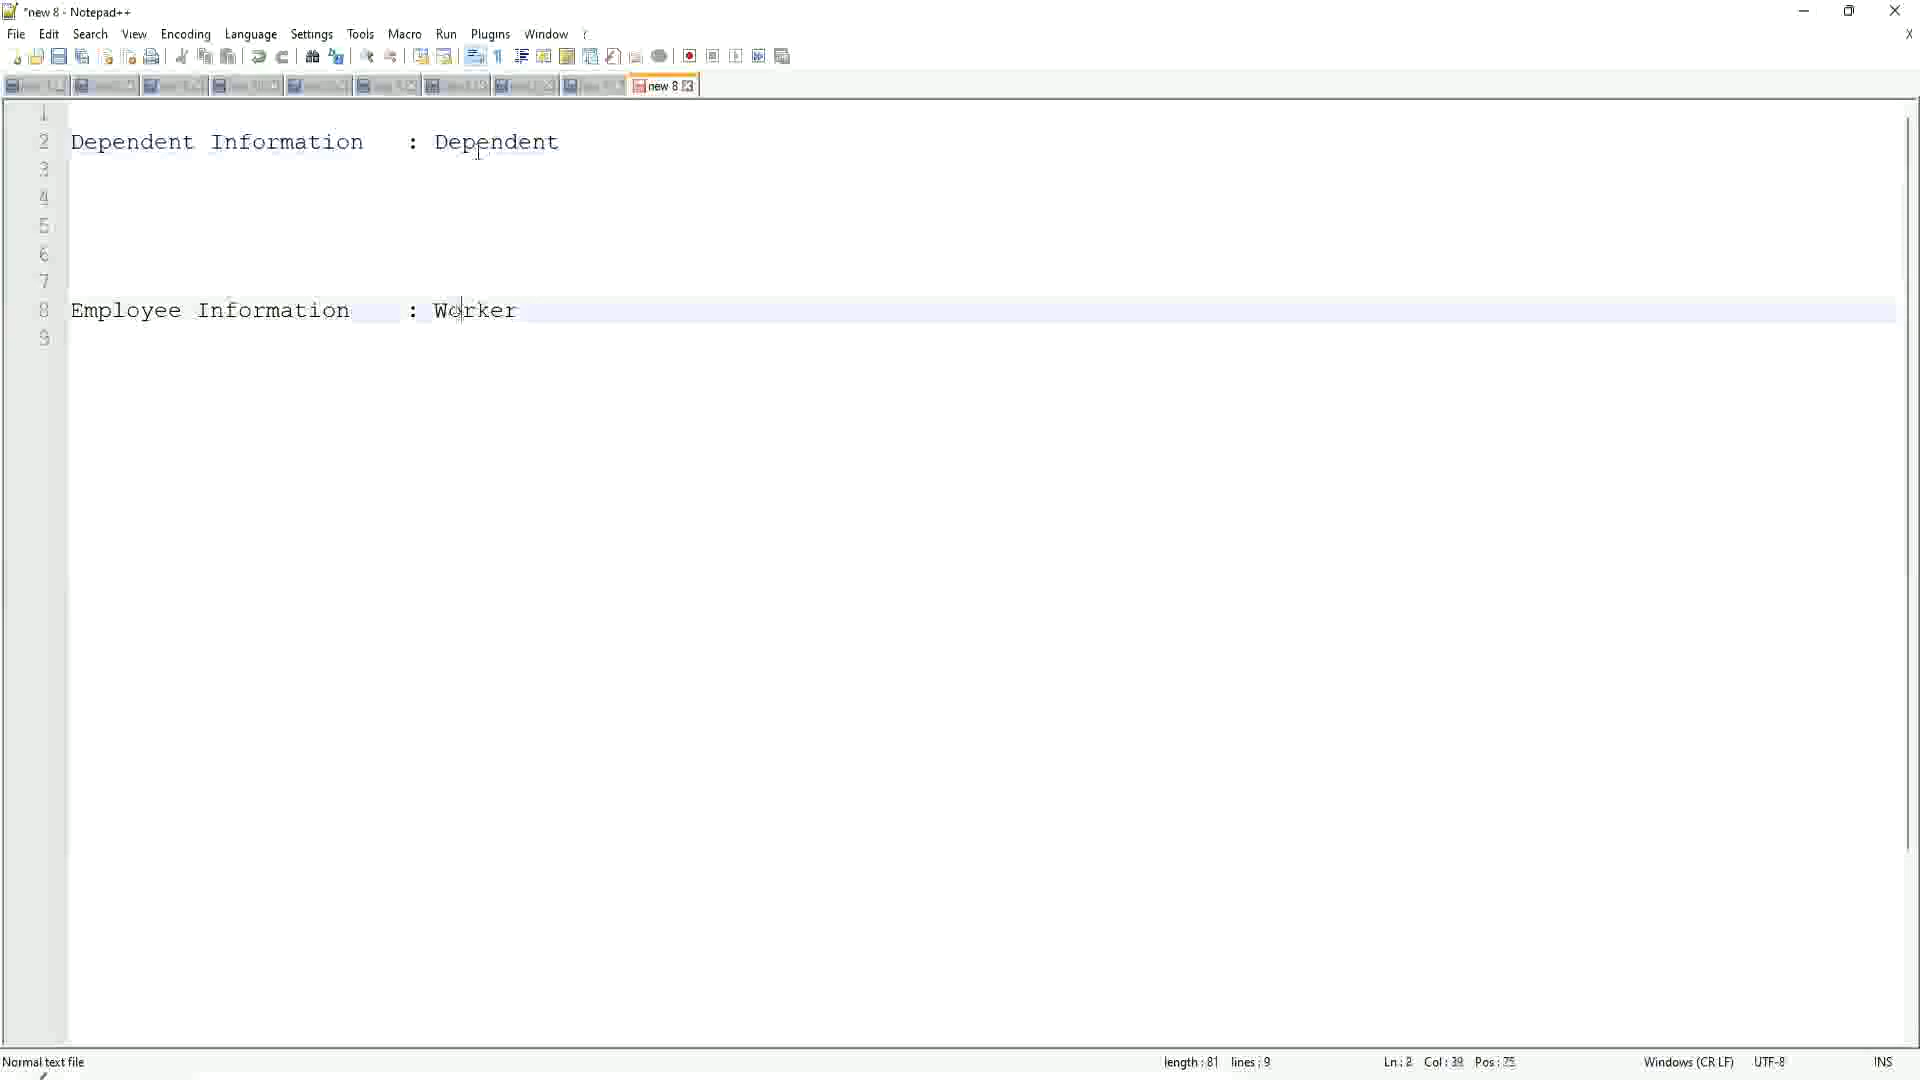 *new 8 - Notepad++
File Edit Search View Encoding Language Settings Tools Macro Run Plugins Window
X
new 8
1
2 Dependent Information : Dependent
3
4
5
6
7
8 Employee Information : Worker
9
Normal text file length : 81 lines : 9 Ln : 2 Col : 39 Pos : 75 Windows (CR LF) UTF-8 INS